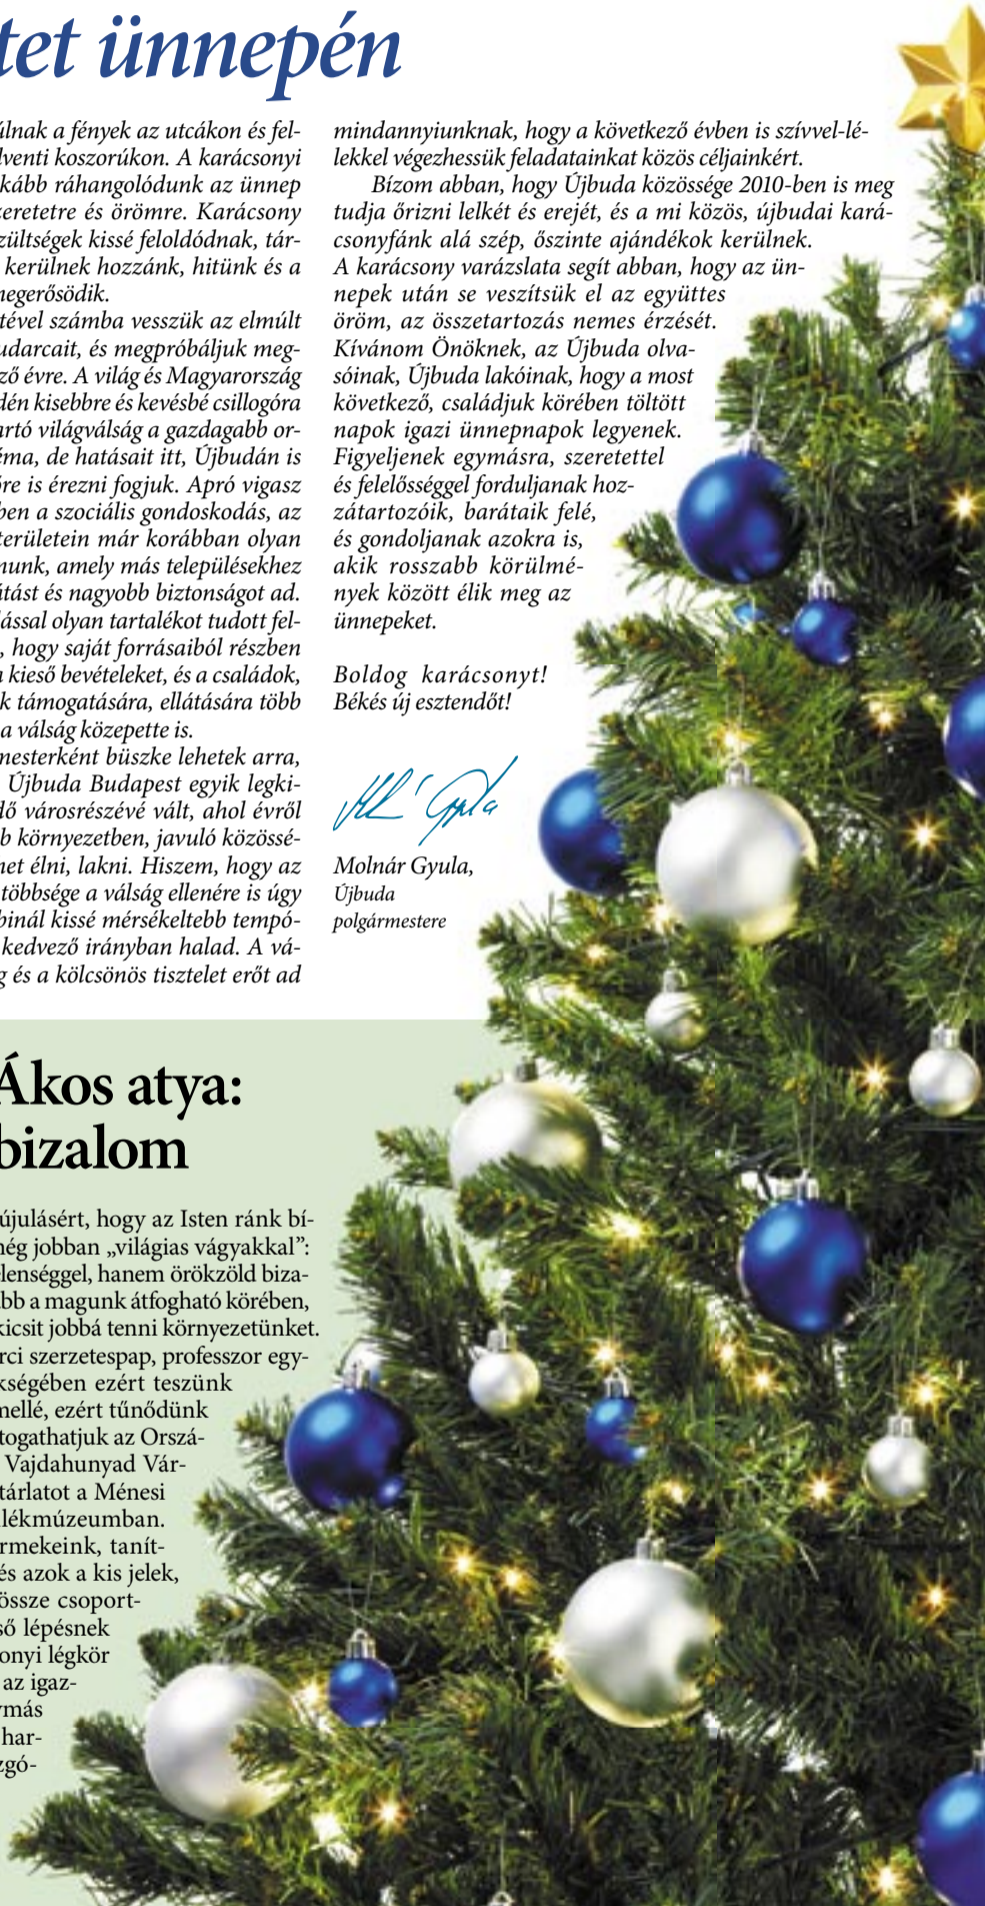 tet ünnepén
úlnak a fények az utcákon és fel-
lventi koszorúkon. A karácsonyi
kább ráhangolódunk az ünnep
zeretetre és örömre. Karácsony
zültségek kissé feloldódnak, tár-
kerülnek hozzánk, hitünk és a
megerősödik.
tével számba vesszük az elmúlt
udarcait, és megpróbáljuk meg-
ző évre. A világ és Magyarország
dén kisebbre és kevésbé csillogóra
artó világválság a gazdagabb or-
éma, de hatásait itt, Újbudán is
őre is érezni fogjuk. Apró vigasz
ben a szociális gondoskodás, az
területein már korábban olyan
munk, amely más településekhez
átást és nagyobb biztonságot ad.
lással olyan tartalékot tudott fel-
, hogy saját forrásaiból részben
kieső bevételeket, és a családok,
k támogatására, ellátására több
a válság közepette is.
mesterként büszke lehetek arra,
Újbuda Budapest egyik legki-
dő városrészévé vált, ahol évről
b környezetben, javuló közössé-
het élni, lakni. Hiszem, hogy az
többsége a válság ellenére is úgy
binál kissé mérsékeltebb tempó-
kedvező irányban halad. A vá-
g és a kölcsönös tisztelet erőt ad
mindannyiunknak, hogy a következő évben is szívvel-lé-
lekkel végezhessük feladatainkat közös céljainkért.
Bízom abban, hogy Újbuda közössége 2010-ben is meg
tudja őrizni lelkét és erejét, és a mi közös, újbudai kará-
csonyfánk alá szép, őszinte ajándékok kerülnek.
A karácsony varázslata segít abban, hogy az ün-
nepek után se veszítsük el az együttes
öröm, az összetartozás nemes érzését.
Kívánom Önöknek, az Újbuda olva-
sóinak, Újbuda lakóinak, hogy a most
következő, családjuk körében töltött
napok igazi ünnepnapok legyenek.
Figyeljenek egymásra, szeretettel
és felelősséggel forduljanak hoz-
zátartozóik, barátaik felé,
és gondoljanak azokra is,
akik rosszabb körülmé-
nyek között élik meg az
ünnepeket.
Boldog karácsonyt!
Békés új esztendőt!
Molnár Gyula,
Újbuda
polgármestere
Ákos atya:
bizalom
újulásért, hogy az Isten ránk bí-
még jobban „világias vágyakkal”:
elenséggel, hanem örökzöld biza-
bb a magunk átfogható körében,
kicsit jobbá tenni környezetünket.
rci szerzetespap, professzor egy-
kségében ezért teszünk
mellé, ezért tűnődünk
togathatjuk az Orszá-
Vajdahunyad Vár-
tárlatot a Ménesi
lékmúzeumban.
rmekeink, tanít-
és azok a kis jelek,
össze csoport-
ső lépésnek
onyi légkör
az igaz-
ymás
har-
zgó-